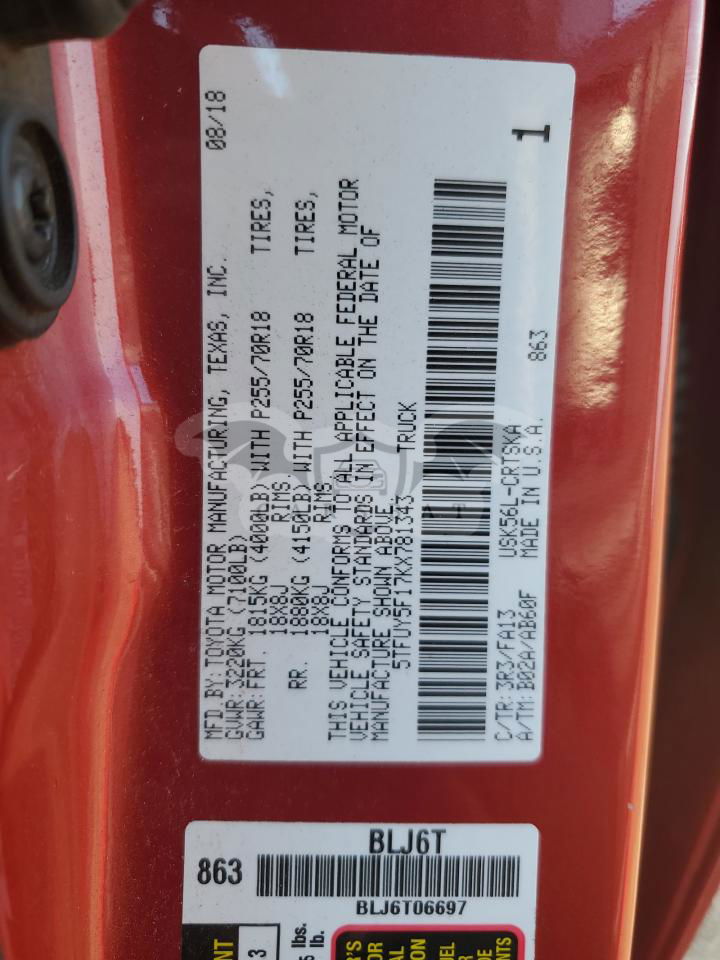 MFD.BY:TOYOTA MOTOR MANUFACTURING, TEXAS, INC. 08/18
GVWR:3220KG (7100LB)
GAWR:FRT. 1815KG (4000LB) WITH P255/70R18 TIRES,
18X8J RIMS.
RR. 1880KG (4150LB) WITH P255/70R18 TIRES,
18X8J RIMS.
THIS VEHICLE CONFORMS TO ALL APPLICABLE FEDERAL MOTOR
VEHICLE SAFETY STANDARDS IN EFFECT ON THE DATE OF
MANUFACTURE SHOWN ABOVE.
5TFUY5F17KX781343 TRUCK
C/TR:3R3/FA13 USK56L-CRTSKA
A/TM:B02A/AB60F MADE IN U.S.A. 863
1
BLJ6T
863
BLJ6T06697
lbs.
lb.